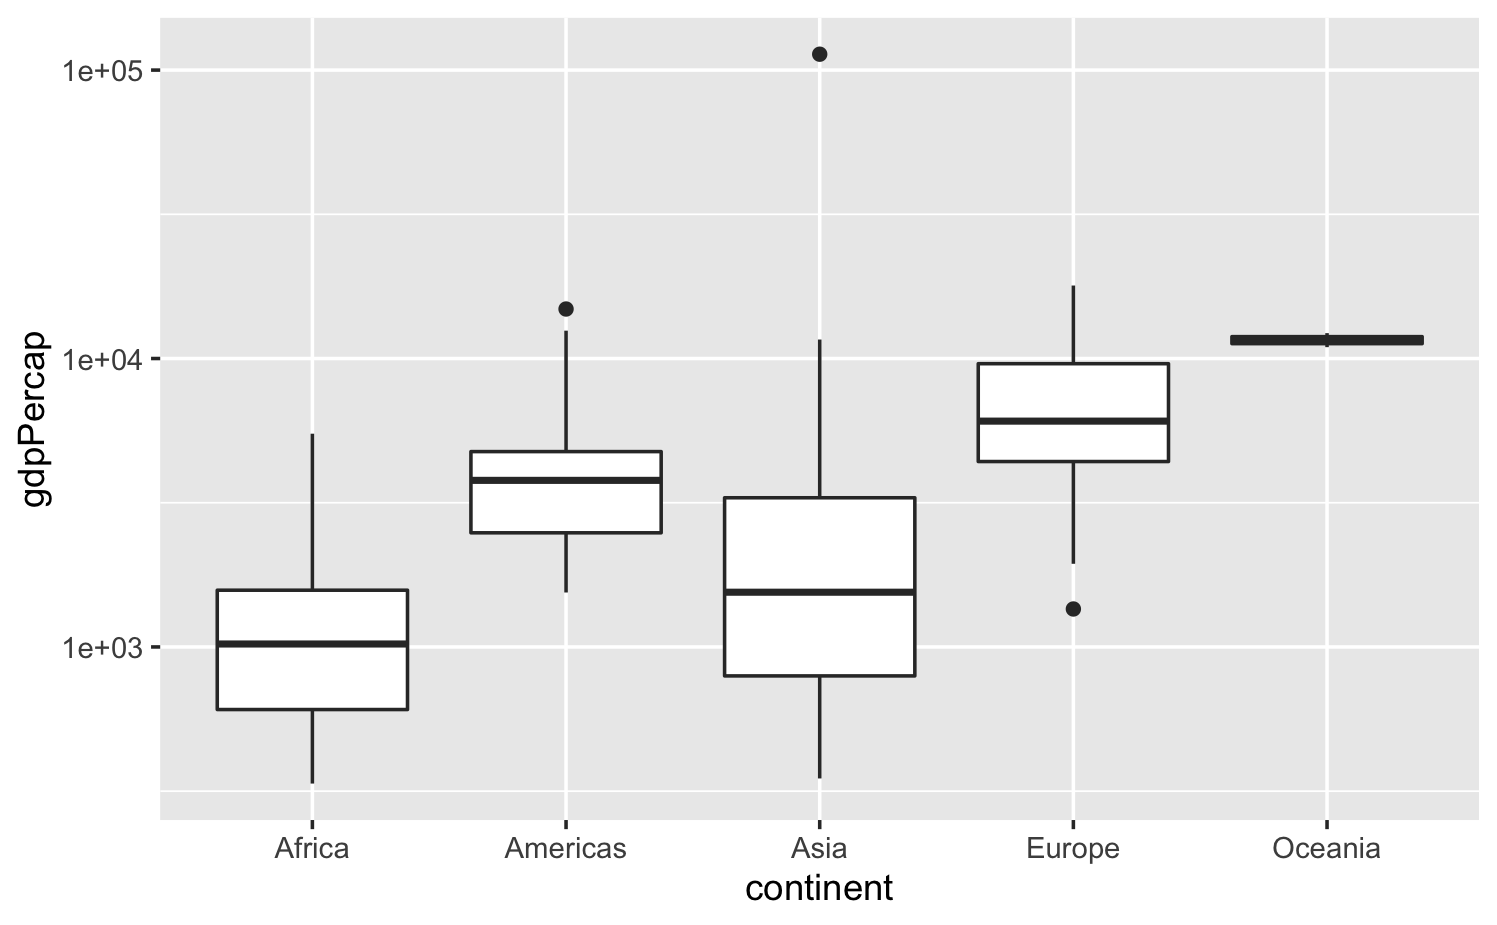 1e+05
1e+04
1e+03
gdpPercap
Africa Americas Asia Europe Oceania
continent